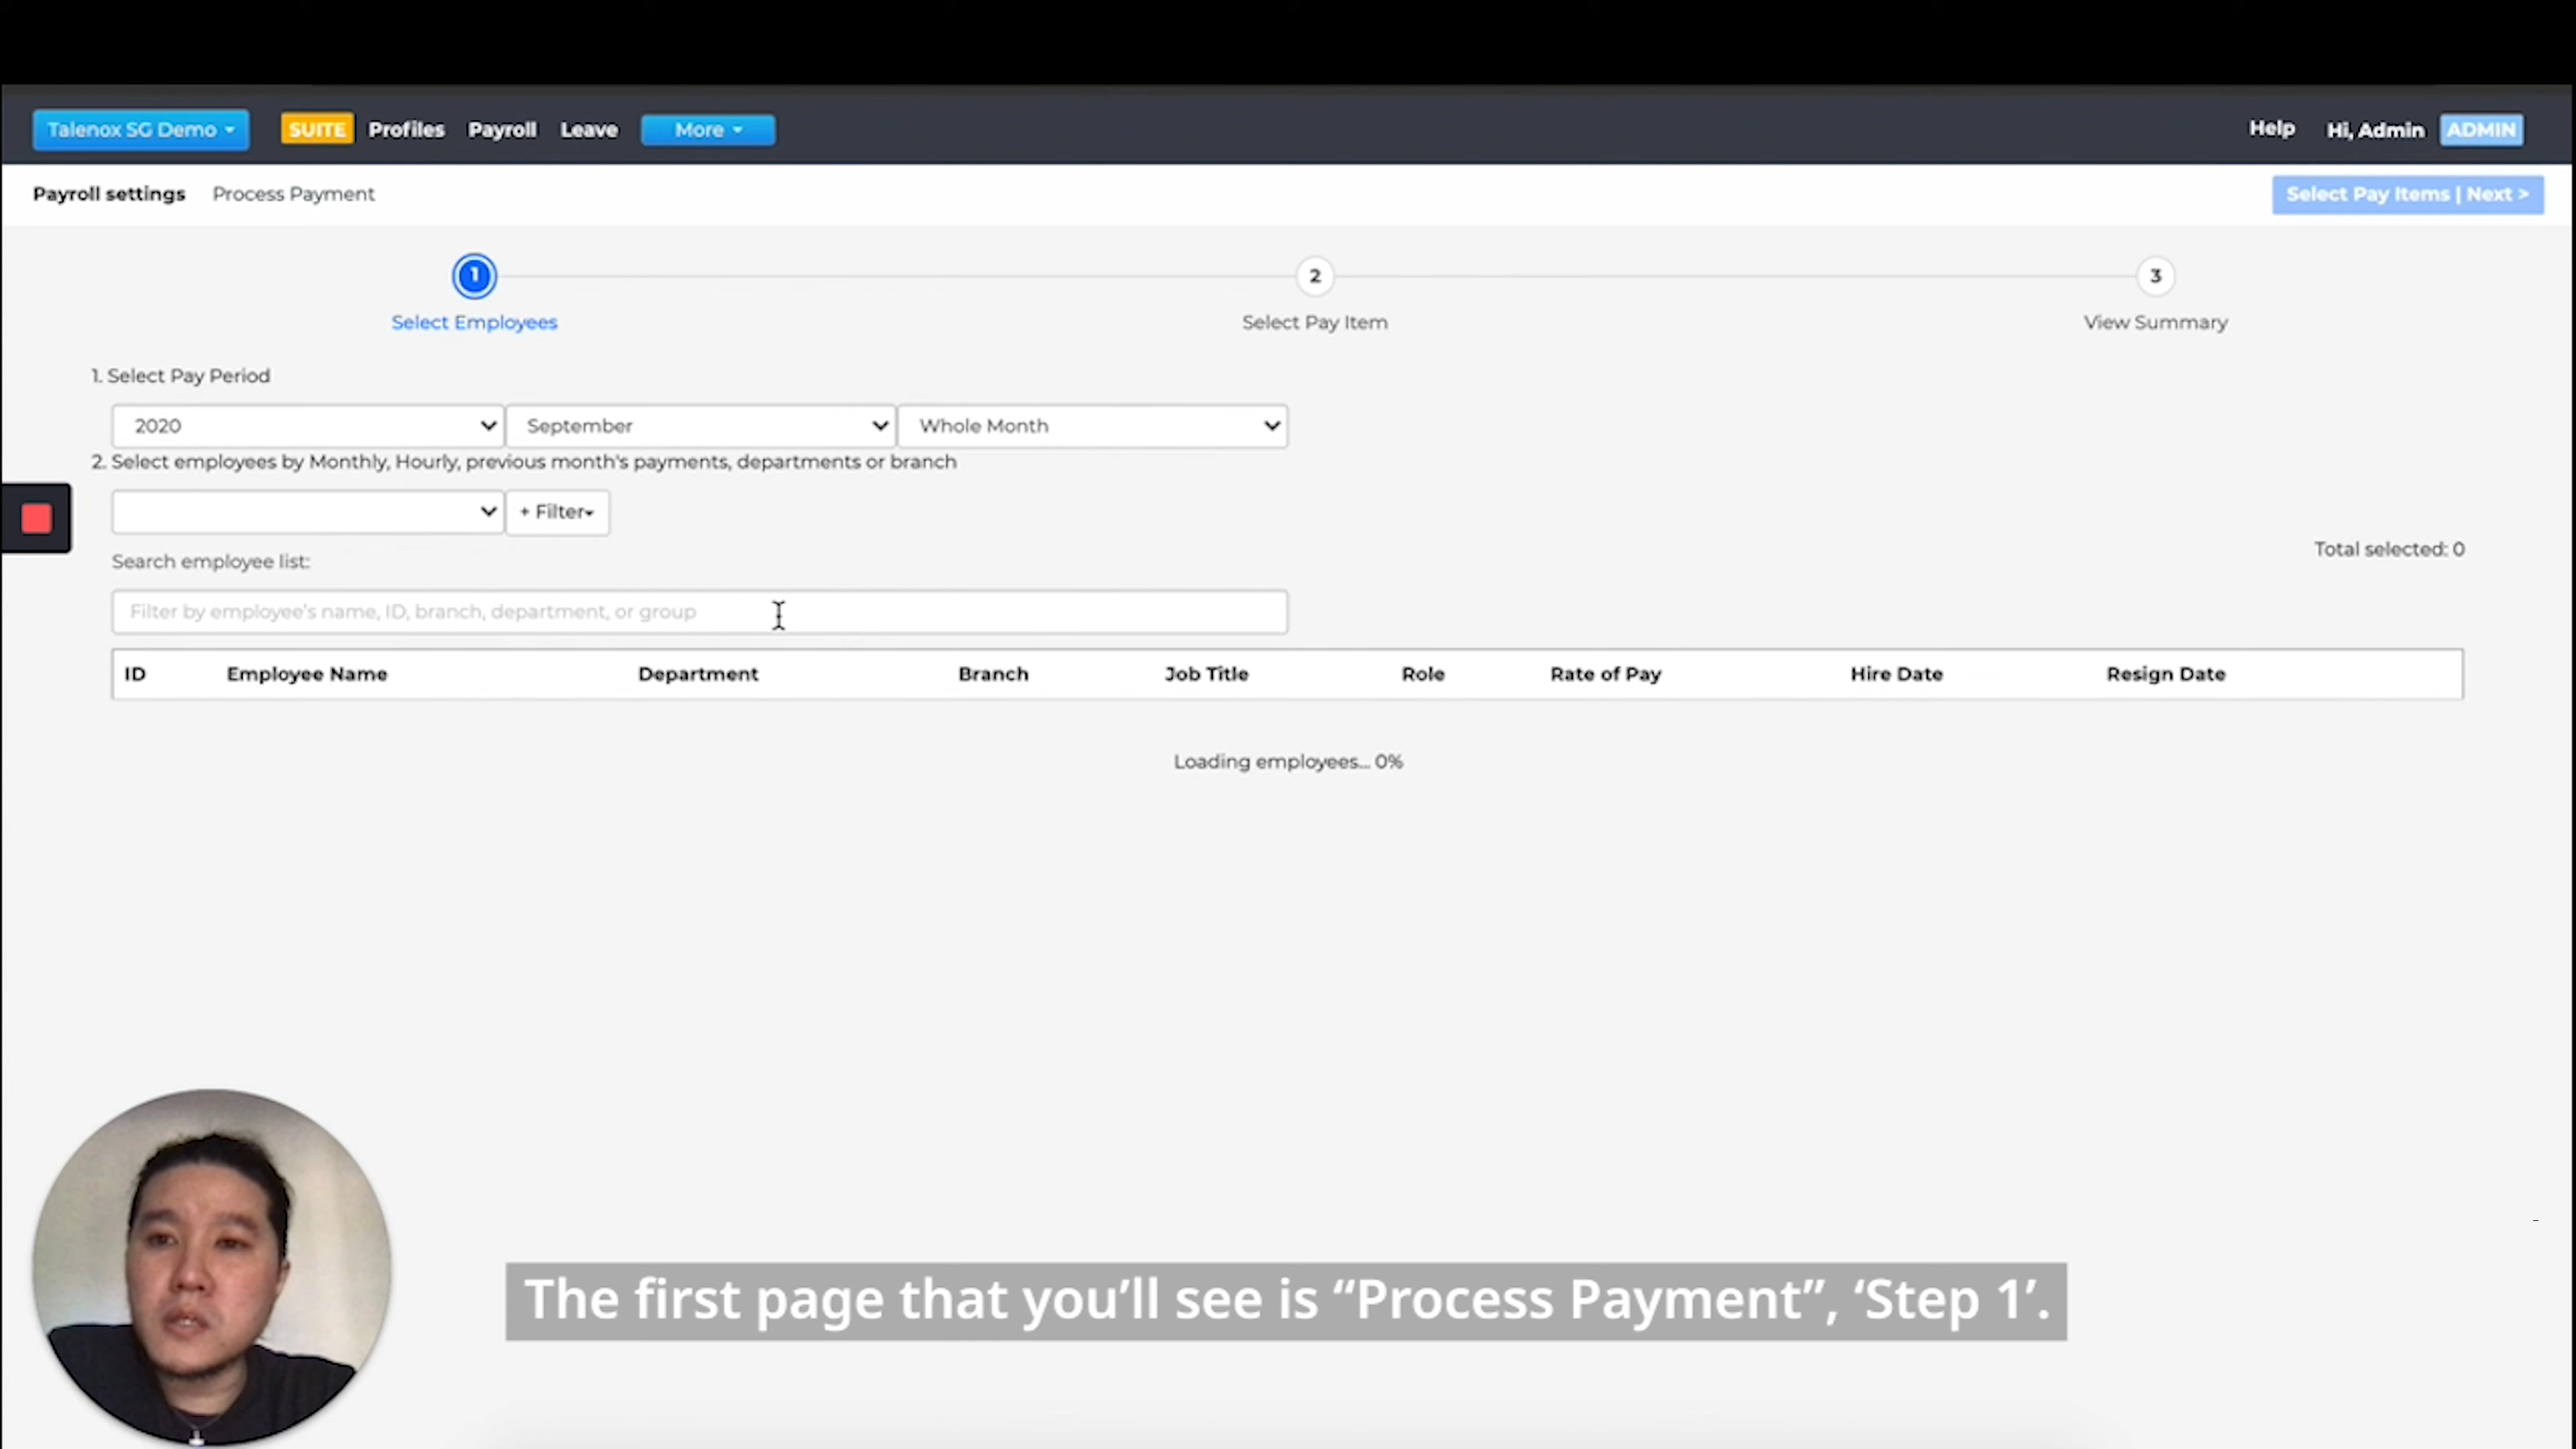 Talenox SG Demo SUITE Profiles Payroll Leave More Help Hi, Admin ADMIN
Payroll settings Process Payment Select Pay Items | Next >
1 2 3
Select Employees Select Pay Item View Summary
1. Select Pay Period
2020 September Whole Month
2. Select employees by Monthly, Hourly, previous month's payments, departments or branch
+ Filter
Total selected: 0
Search employee list:
Filter by employee's name, ID, branch, department, or group
ID Employee Name Department Branch Job Title Role Rate of Pay Hire Date Resign Date
Loading employees... 0%
The first page that you’ll see is “Process Payment”, ‘Step 1’.